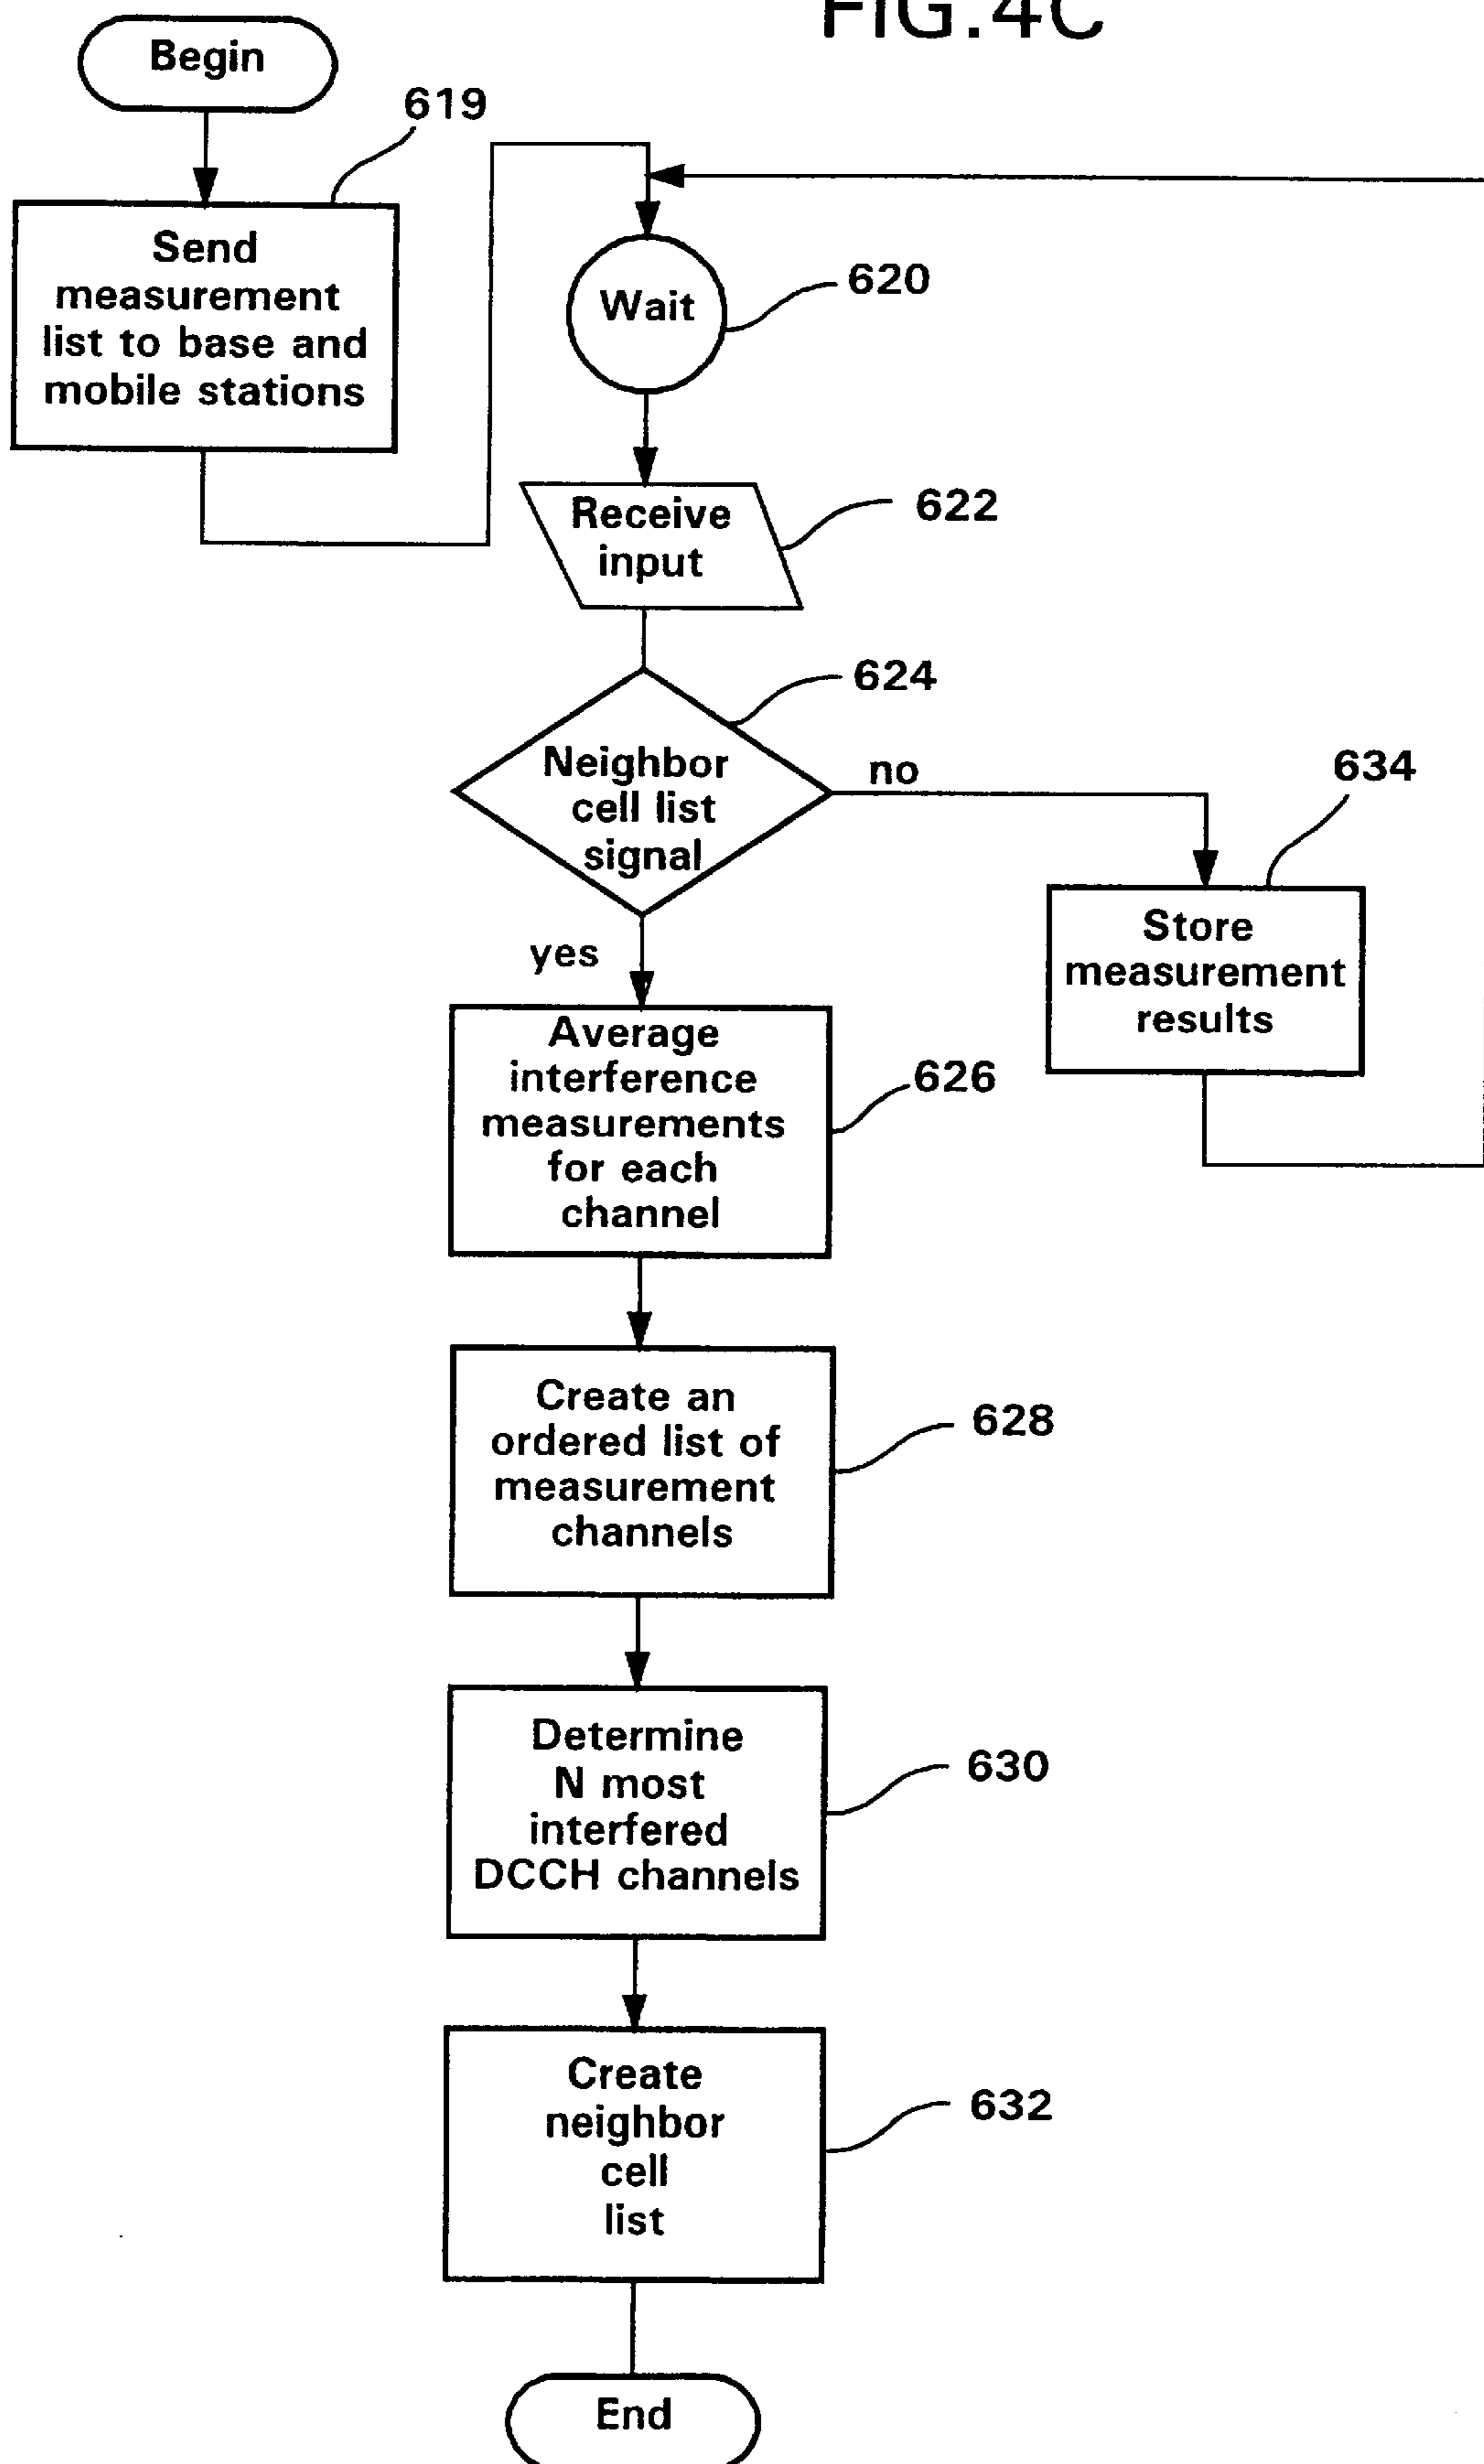 FIG.4C
Begin
619
Send
measurement
list to base and
mobile stations
Wait
620
Receive
input
622
624
Neighbor
cell list
signal
no
634
Store
measurement
results
yes
Average
interference
measurements
for each
channel
626
Create an
ordered list of
measurement
channels
628
Determine
N most
interfered
DCCH channels
630
Create
neighbor
cell
list
632
End